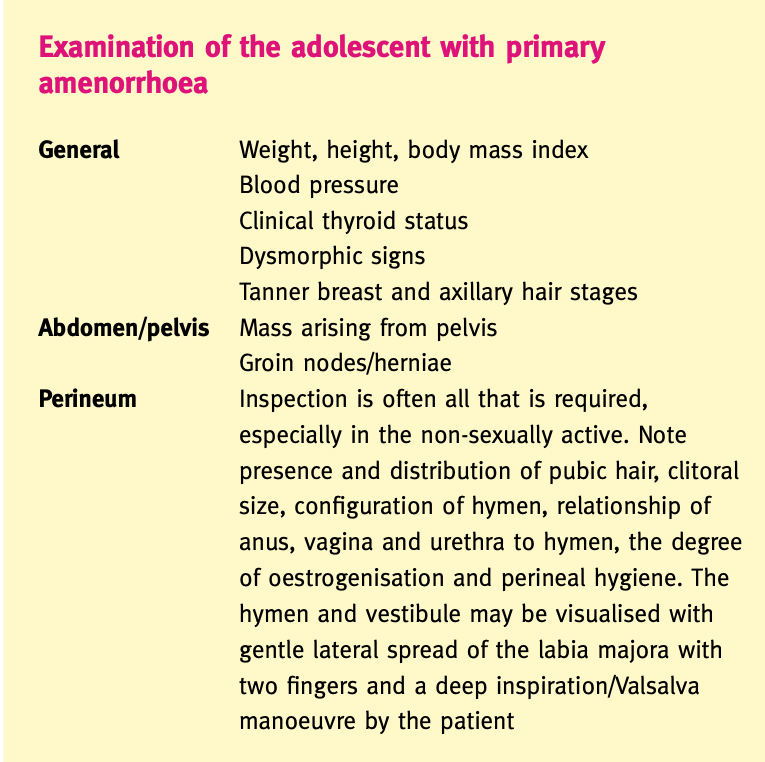 Examination of the adolescent with primary
amenorrhoea
General Weight, height, body mass index
Blood pressure
Clinical thyroid status
Dysmorphic signs
Tanner breast and axillary hair stages
Abdomen/pelvis Mass arising from pelvis
Groin nodes/herniae
Perineum Inspection is often all that is required,
especially in the non-sexually active. Note
presence and distribution of pubic hair, clitoral
size, configuration of hymen, relationship of
anus, vagina and urethra to hymen, the degree
of oestrogenisation and perineal hygiene. The
hymen and vestibule may be visualised with
gentle lateral spread of the labia majora with
two fingers and a deep inspiration/Valsalva
manoeuvre by the patient